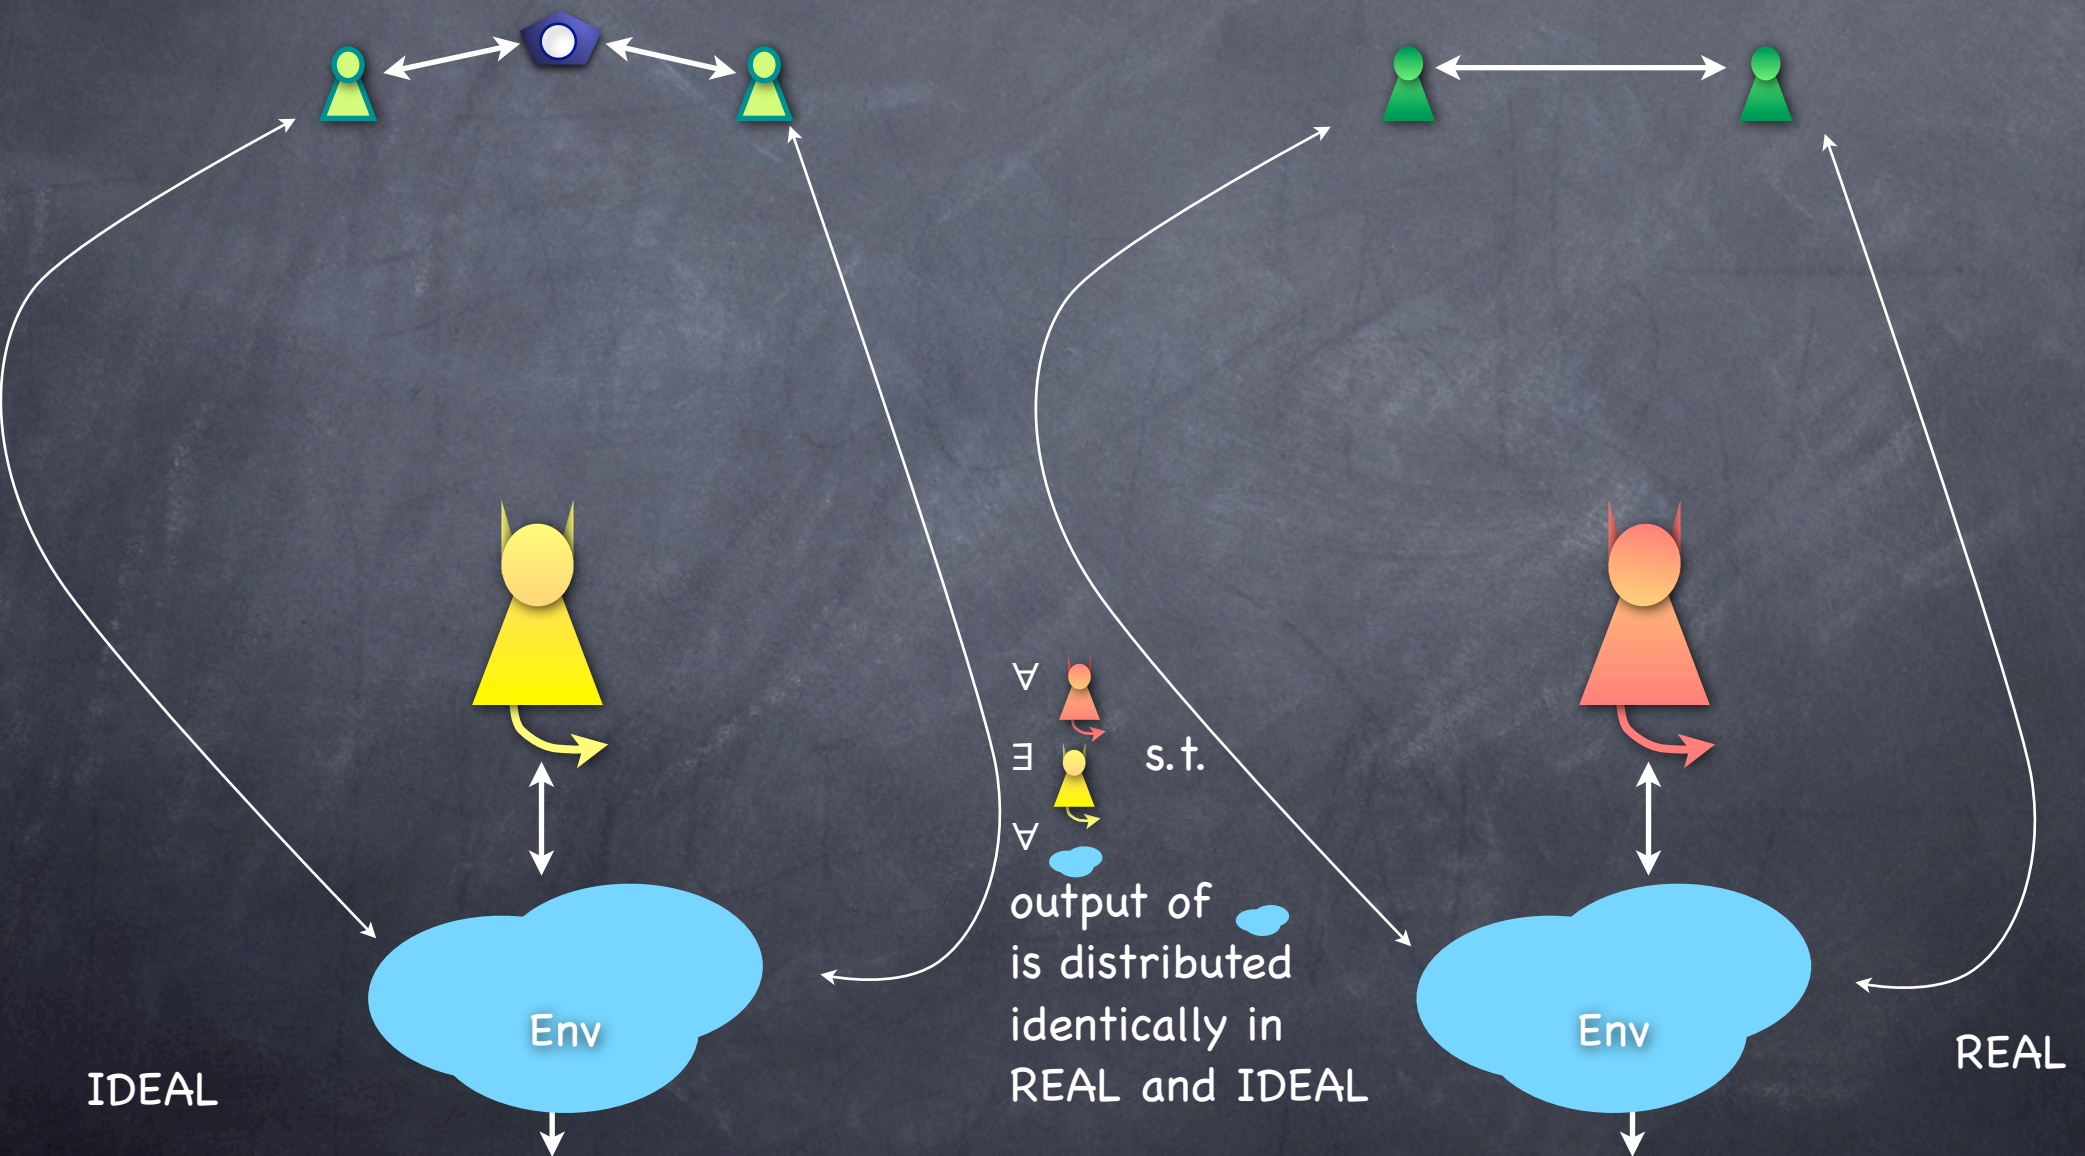 ∀
∃ s.t.
∀
output of
is distributed
identically in
REAL and IDEAL
Env
Env
IDEAL
REAL